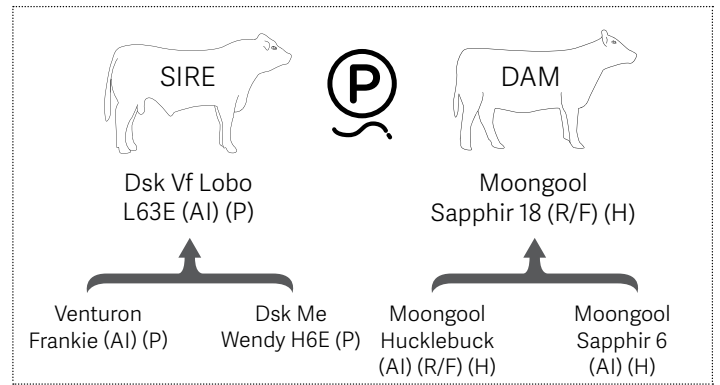 SIRE
P
DAM
Dsk Vf Lobo
L63E (AI) (P)
Moongool
Sapphir 18 (R/F) (H)
Venturon
Frankie (AI) (P)
Dsk Me
Wendy H6E (P)
Moongool
Hucklebuck
(AI) (R/F) (H)
Moongool
Sapphir 6
(AI) (H)